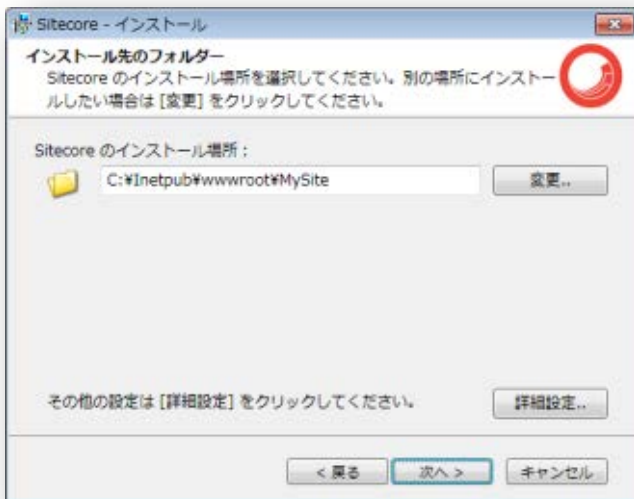 Sitecore - インストール
インストール先のフォルダー
Sitecore のインストール場所を選択してください。別の場所にインストー
ルしたい場合は [変更] をクリックしてください。
Sitecore のインストール場所：
C:¥Inetpub¥wwwroot¥MySite
変更..
その他の設定は [詳細設定] をクリックしてください。
詳細設定..
< 戻る
次へ >
キャンセル